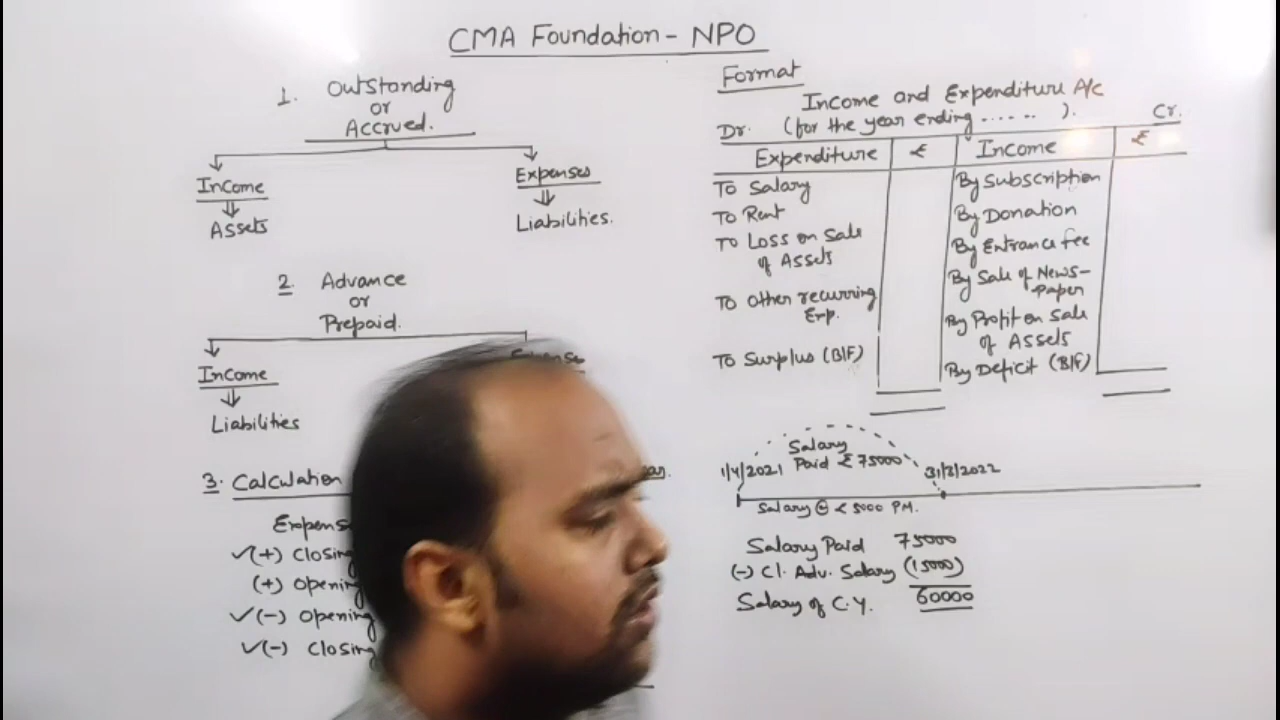 CMA Foundation - NPO
1. Outstanding
or
Accrued.
Income
Expenses
Assets
Liabilities.
2. Advance
or
Prepaid.
Income
Liabilities
3. Calculation
(+) Closing
(+) Opening
✓(-) Opening
✓(-) Closing
Format
Income and Expenditure A/c
Dr. (for the year ending ...... ). Cr.
Expenditure ₹ Income ₹
To Salary
To Rent
To Loss on Sale
of Assets
To Other recurring
Exp.
To Surplus (B/F)
By Subscription
By Donation
By Entrance fee
By Sale of News-
Paper
By Profit on Sale
of Assets
By Deficit (B/F)
Salary
Paid ₹ 75000
1/4/2021 31/3/2022
Salary @ ₹ 5000 PM.
Salary Paid 75000
(-) Cl. Adv. Salary (15000)
Salary of C.Y. 60000